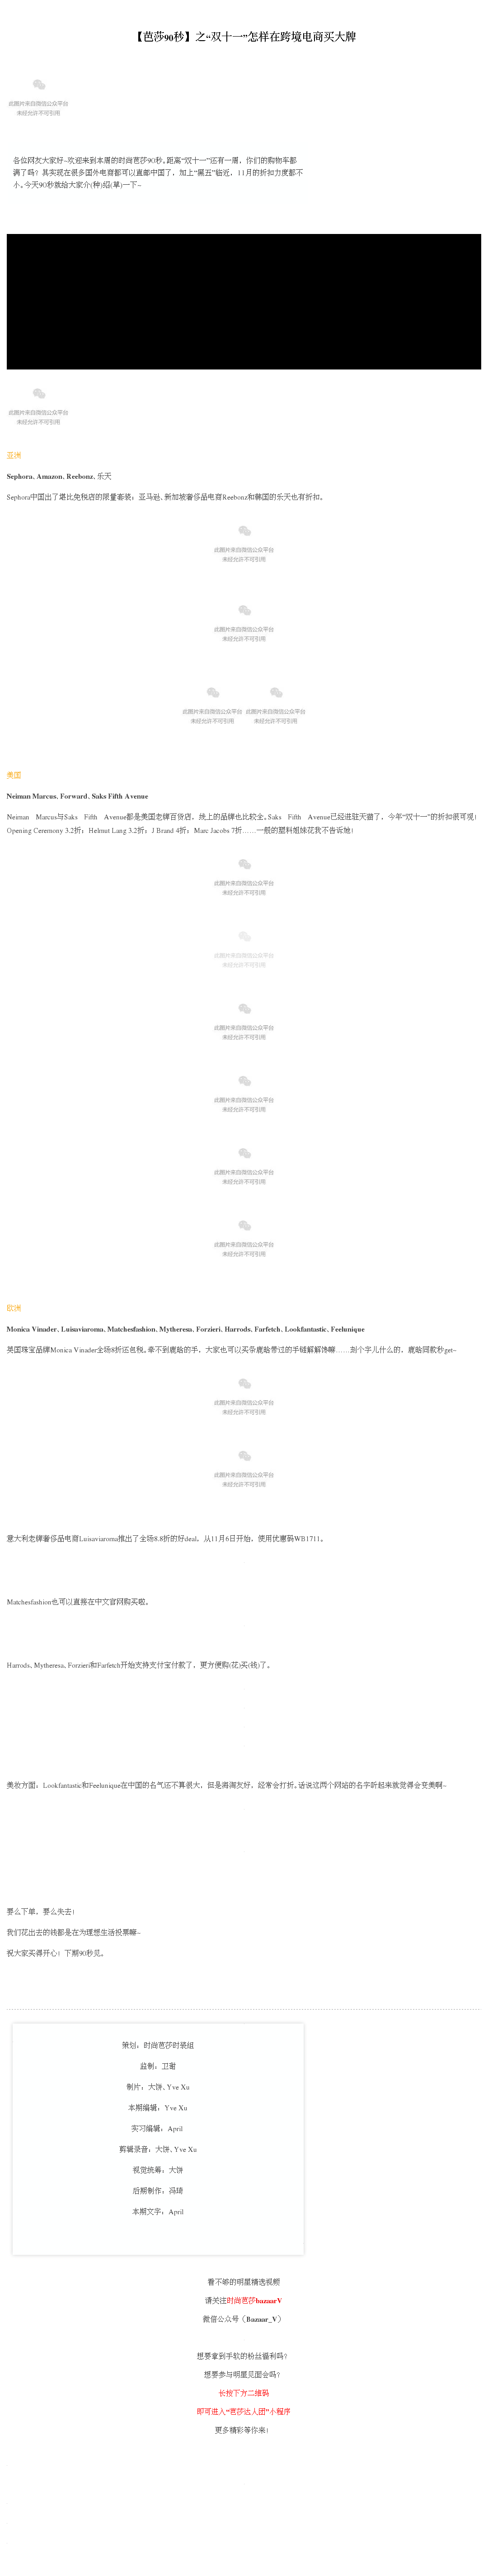 【芭莎90秒】之“双十一”怎样在跨境电商买大牌
此图片来自微信公众平台
未经允许不可引用
各位网友大家好~欢迎来到本周的时尚芭莎90秒。距离“双十一”还有一周，你们的购物车都
满了吗？其实现在很多国外电商都可以直邮中国了，加上“黑五”临近，11月的折扣力度都不
小。今天90秒就给大家介(种)绍(草)一下~
此图片来自微信公众平台
未经允许不可引用
亚洲
Sephora、Amazon、Reebonz、乐天
Sephora中国出了堪比免税店的限量套装；亚马逊、新加坡奢侈品电商Reebonz和韩国的乐天也有折扣。
此图片来自微信公众平台
未经允许不可引用
此图片来自微信公众平台
未经允许不可引用
此图片来自微信公众平台 此图片来自微信公众平台
未经允许不可引用 未经允许不可引用
美国
Neiman Marcus、Forward、Saks Fifth Avenue
Neiman Marcus与Saks Fifth Avenue都是美国老牌百货店，线上的品牌也比较全。Saks Fifth Avenue已经进驻天猫了，今年“双十一”的折扣很可观！
Opening Ceremony 3.2折；Helmut Lang 3.2折；J Brand 4折；Marc Jacobs 7折……一般的塑料姐妹花我不告诉她！
此图片来自微信公众平台
未经允许不可引用
此图片来自微信公众平台
未经允许不可引用
此图片来自微信公众平台
未经允许不可引用
此图片来自微信公众平台
未经允许不可引用
此图片来自微信公众平台
未经允许不可引用
此图片来自微信公众平台
未经允许不可引用
欧洲
Monica Vinader、Luisaviaroma、Matchesfashion、Mytheresa、Forzieri、Harrods、Farfetch、Lookfantastic、Feelunique
英国珠宝品牌Monica Vinader全场8折还包税。牵不到鹿晗的手，大家也可以买条鹿晗带过的手链解解馋嘛……刻个字儿什么的，鹿晗同款秒get~
此图片来自微信公众平台
未经允许不可引用
此图片来自微信公众平台
未经允许不可引用
意大利老牌奢侈品电商Luisaviaroma推出了全场8.8折的好deal，从11月6日开始，使用优惠码WB1711。
Matchesfashion也可以直接在中文官网购买啦。
Harrods、Mytheresa、Forzieri和Farfetch开始支持支付宝付款了，更方便购(花)买(钱)了。
美妆方面，Lookfantastic和Feelunique在中国的名气还不算很大，但是海淘友好，经常会打折。话说这两个网站的名字听起来就觉得会变美啊~
要么下单，要么失去！
我们花出去的钱都是在为理想生活投票嘛~
祝大家买得开心！下期90秒见。
策划：时尚芭莎时装组
监制：卫甜
制片：大饼、Yve Xu
本期编辑：Yve Xu
实习编辑：April
剪辑录音：大饼、Yve Xu
视觉统筹：大饼
后期制作：冯琦
本期文字：April
看不够的明星精选视频
请关注时尚芭莎bazaarV
微信公众号（Bazaar_V）
想要拿到手软的粉丝福利吗？
想要参与明星见面会吗？
长按下方二维码
即可进入“芭莎达人团”小程序
更多精彩等你来！